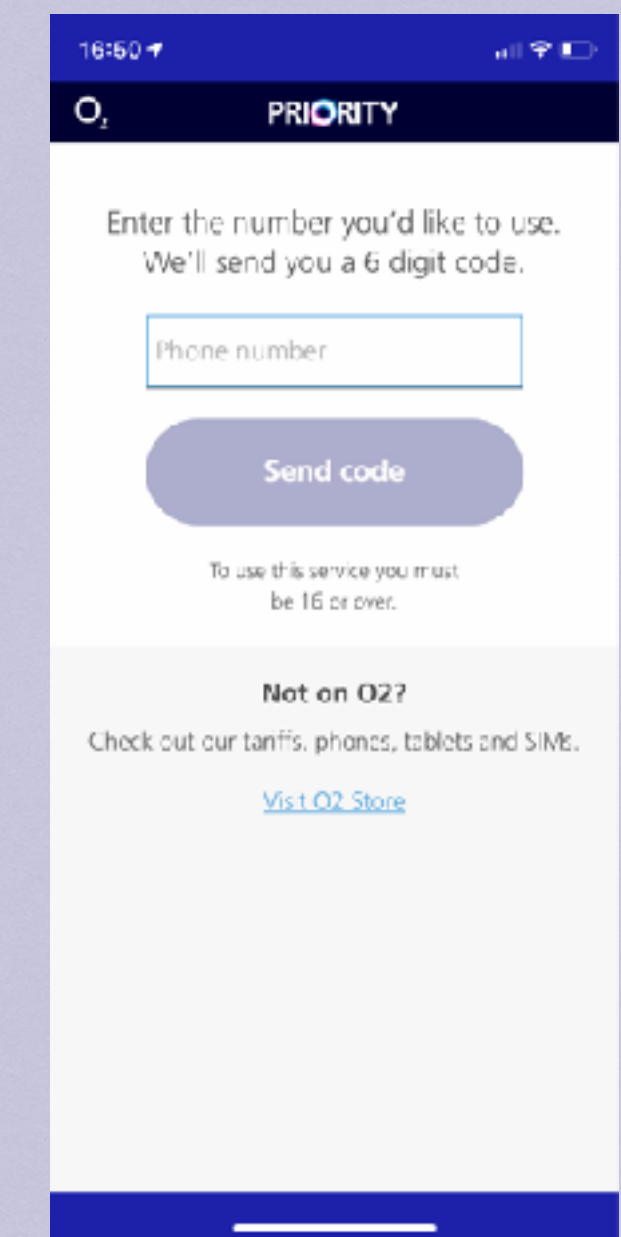 16:50
O2 PRIORITY
Enter the number you'd like to use.
We'll send you a 6 digit code.
Phone number
Send code
To use this service you must
be 16 or over.
Not on O2?
Check out our tariffs, phones, tablets and SIMs.
Visit O2 Store